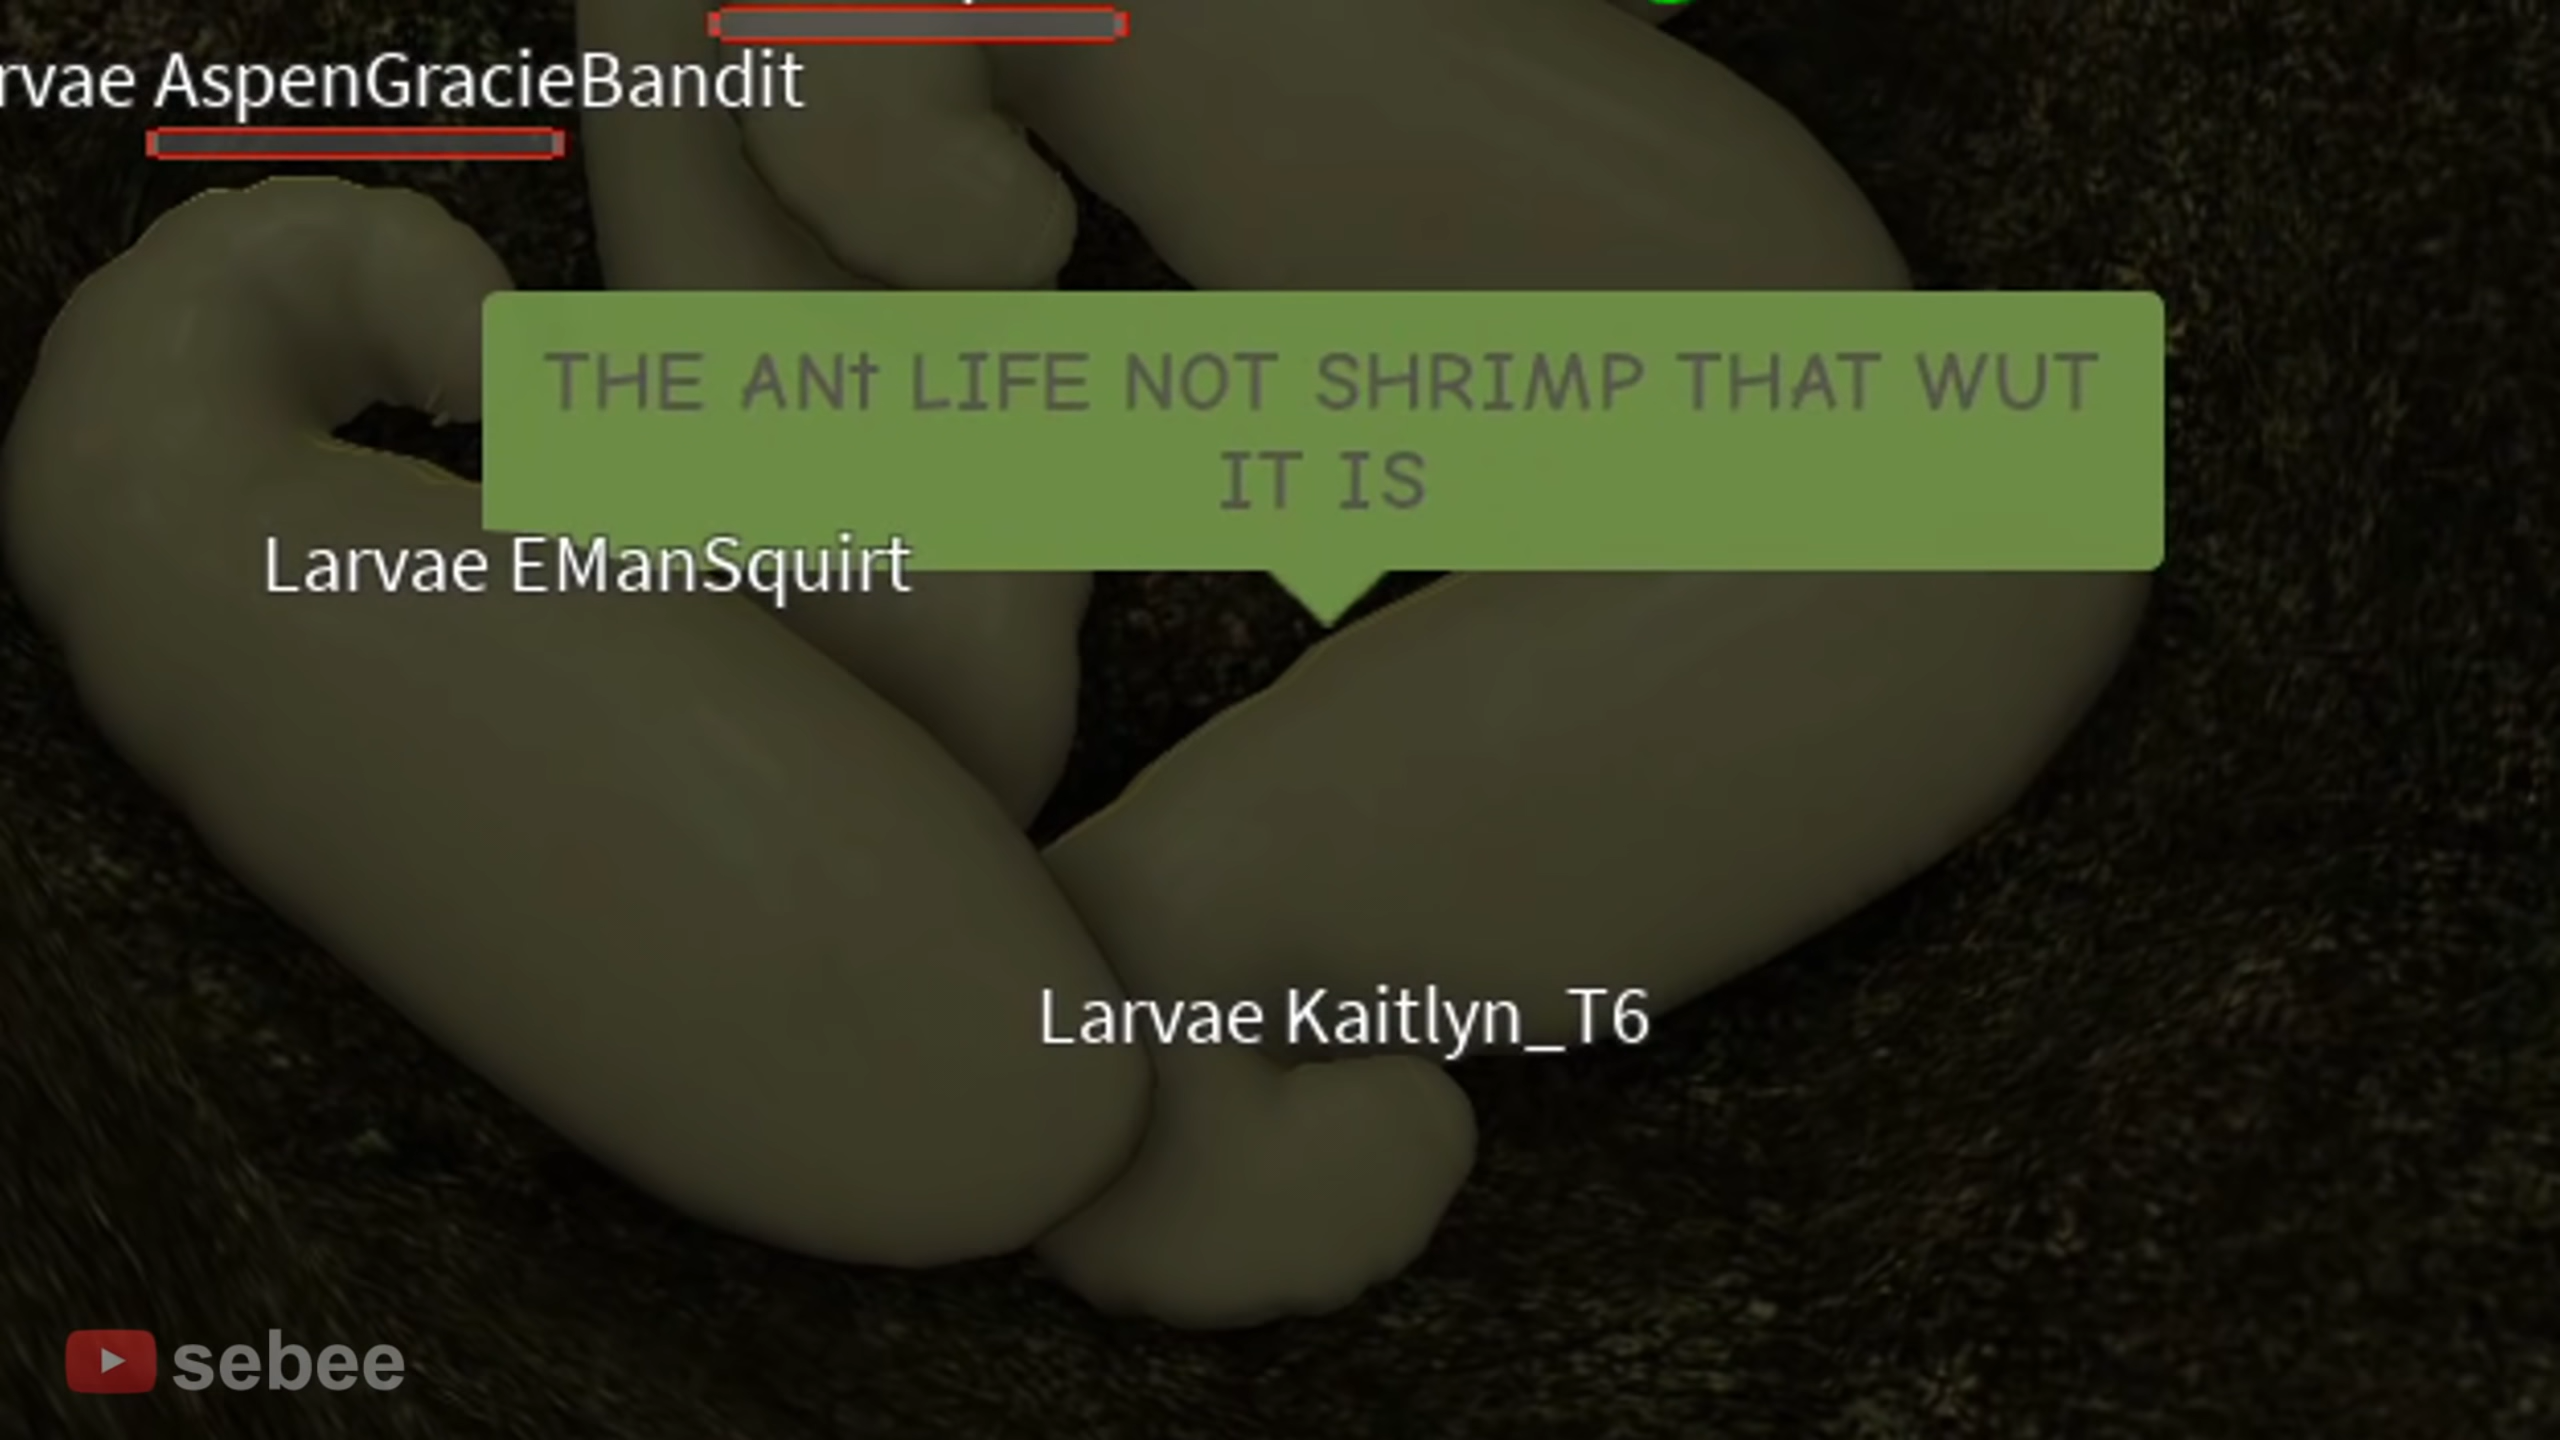 rvae AspenGracieBandit
THE ANt LIFE NOT SHRIMP THAT WUT
IT IS
Larvae EManSquirt
Larvae Kaitlyn_T6
sebee